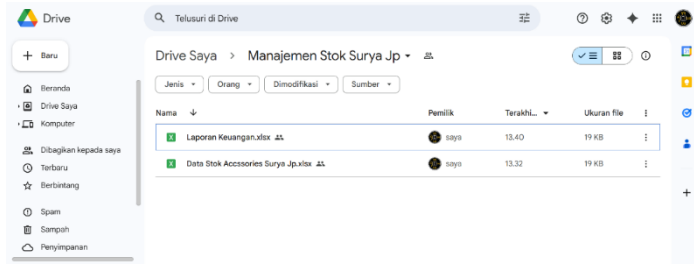 Drive
Telusuri di Drive
Baru
Drive Saya > Manajemen Stok Surya Jp
Jenis Orang Dimodifikasi Sumber
Beranda
Drive Saya
Komputer
Dibagikan kepada saya
Terbaru
Berbintang
Spam
Sampah
Penyimpanan
Nama Pemilik Terakhi... Ukuran file
Laporan Keuangan.xlsx saya 13.40 19 KB
Data Stok Accssories Surya Jp.xlsx saya 13.32 19 KB